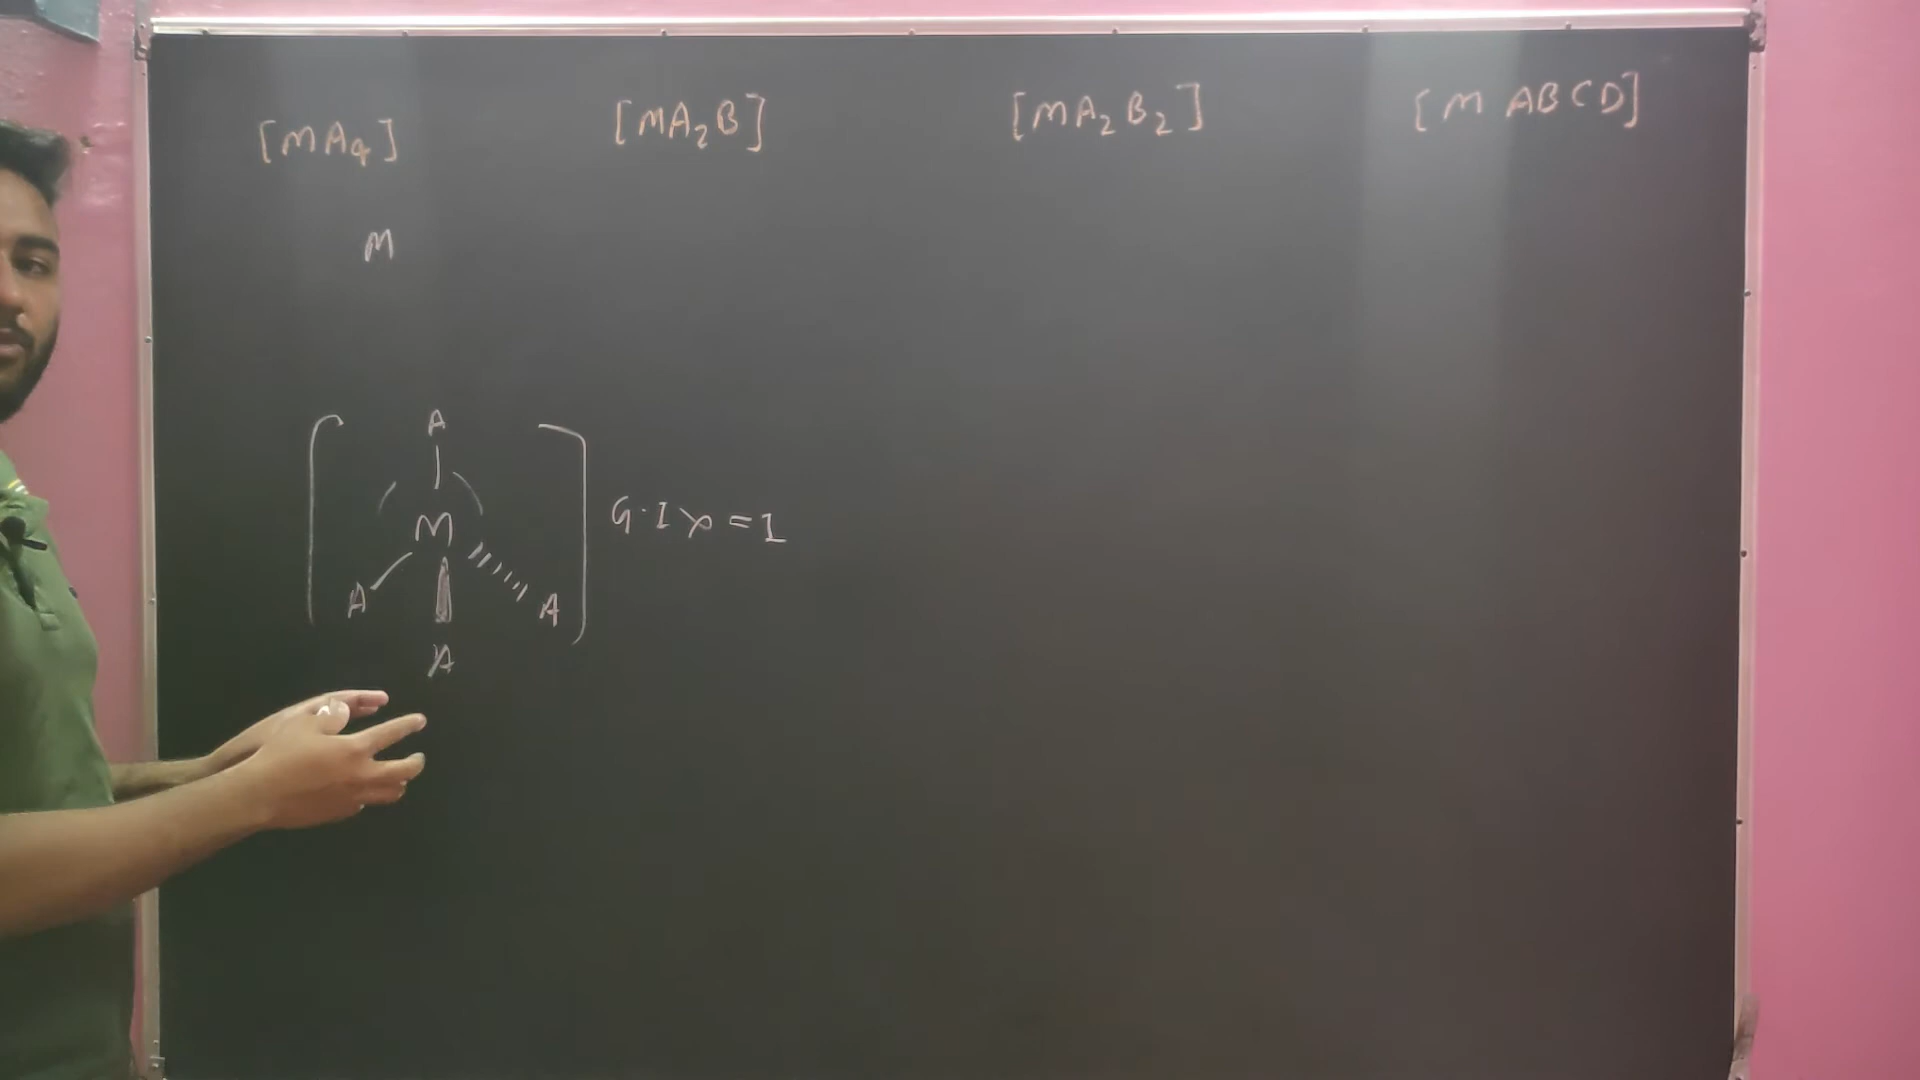 [MA₄] [MA₂B] [MA₂B₂] [M ABCD]
M
A
M
A A
A
G·I x = 1